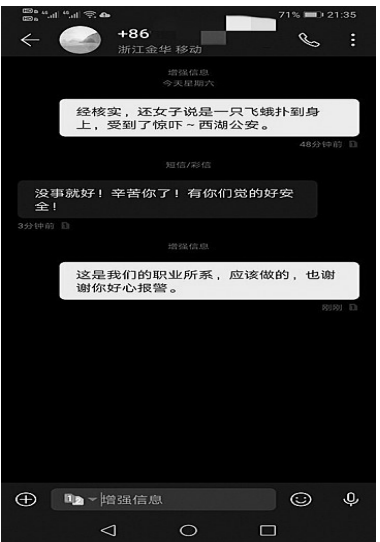 71% 21:35
+86
浙江金华 移动
增强信息
今天星期六
经核实，还女子说是一只飞蛾扑到身
上，受到了惊吓~西湖公安。
48分钟前
短信/彩信
没事就好！辛苦你了！有你们觉的好安
全！
3分钟前
增强信息
这是我们的职业所系，应该做的，也谢
谢你好心报警。
刚刚
增强信息